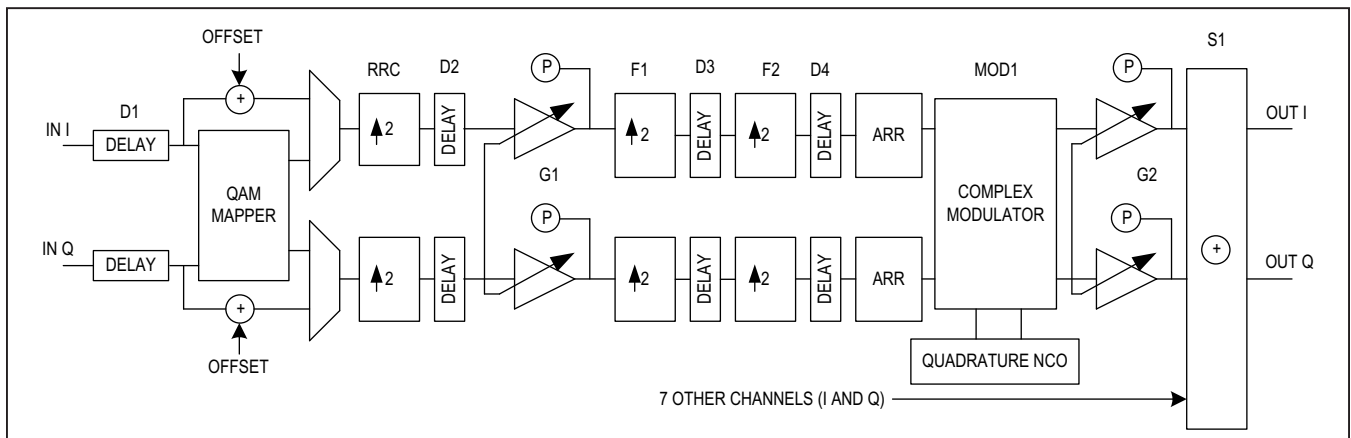 OFFSET
S1
RRC
D2
P
F1
D3
F2
D4
MOD1
P
D1
+
IN I
DELAY
2
DELAY
2
DELAY
2
DELAY
ARR
OUT I
QAM
MAPPER
G1
COMPLEX
MODULATOR
G2
P
P
IN Q
DELAY
2
DELAY
2
DELAY
2
DELAY
ARR
+
OUT Q
+
OFFSET
QUADRATURE NCO
7 OTHER CHANNELS (I AND Q)